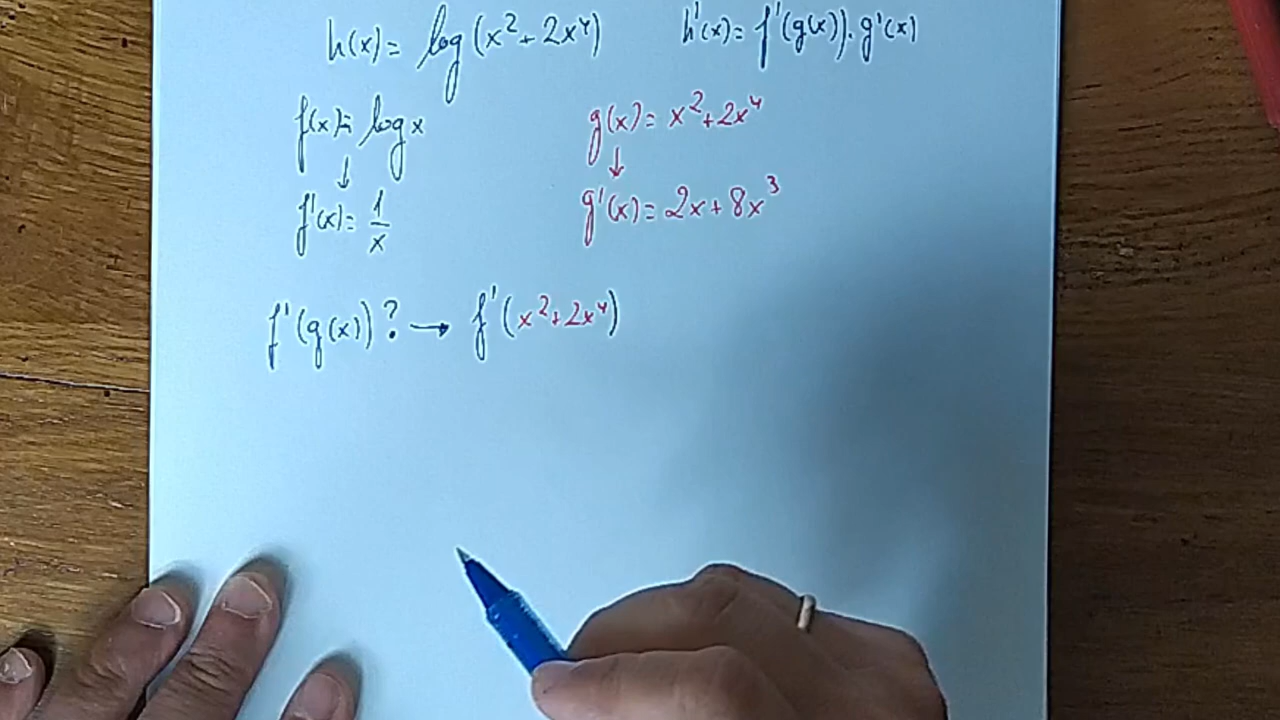 h(x) = log(x² + 2x⁴)    h'(x) = f'(g(x)) · g'(x)
f(x) = log x    g(x) = x² + 2x⁴
↓    ↓
f'(x) = 1/x    g'(x) = 2x + 8x³
f'(g(x))? → f'(x² + 2x⁴)